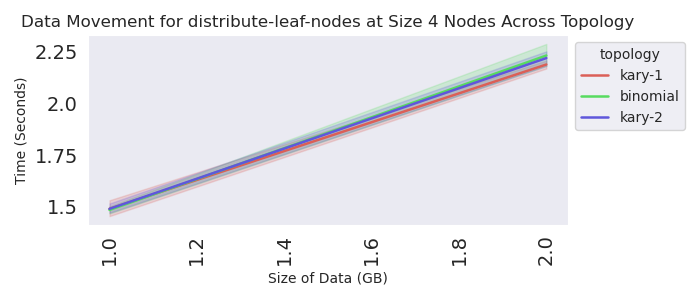 Data Movement for distribute-leaf-nodes at Size 4 Nodes Across Topology
topology
kary-1
binomial
kary-2
Time (Seconds)
2.25
2.0
1.75
1.5
1.0 1.2 1.4 1.6 1.8 2.0
Size of Data (GB)